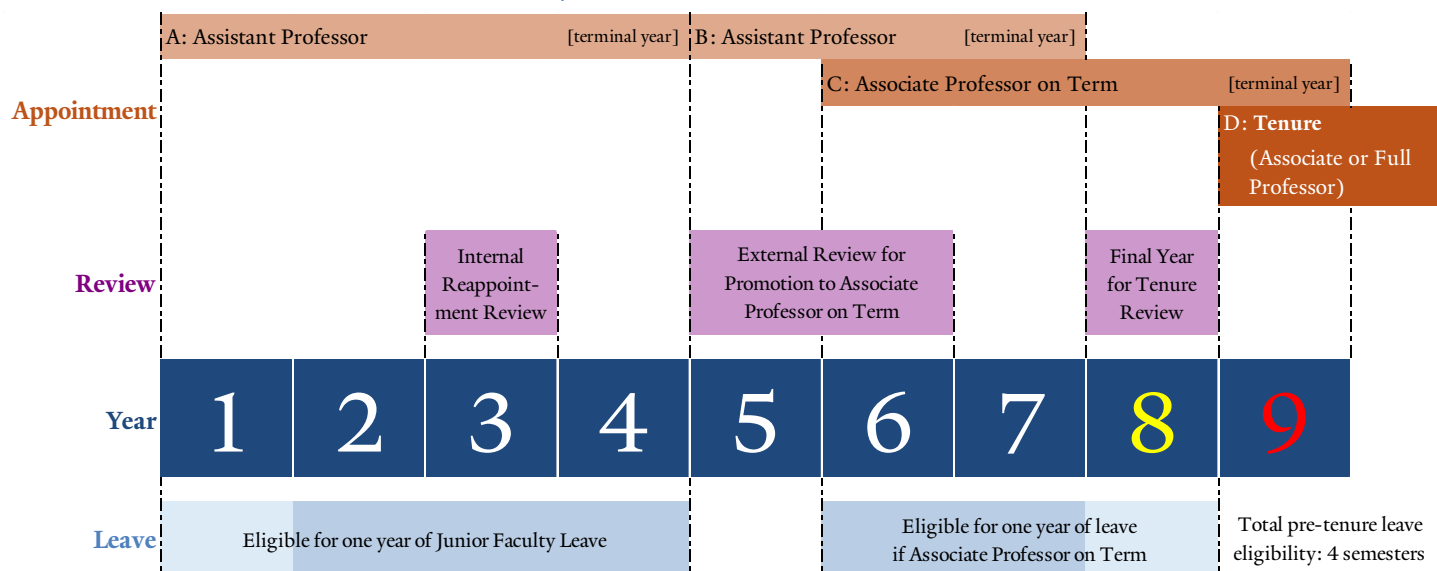 A: Assistant Professor [terminal year] B: Assistant Professor [terminal year]
C: Associate Professor on Term [terminal year]
Appointment
D: Tenure
(Associate or Full
Professor)
Review
Internal
Reappoint-
ment Review
External Review for
Promotion to Associate
Professor on Term
Final Year
for Tenure
Review
Year 1 2 3 4 5 6 7 8 9
Leave
Eligible for one year of Junior Faculty Leave
Eligible for one year of leave
if Associate Professor on Term
Total pre-tenure leave
eligibility: 4 semesters